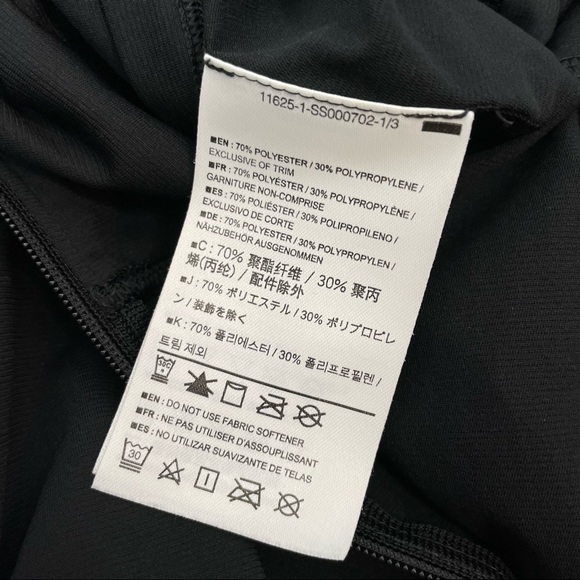 11625-1-SS000702-1/3
■EN : 70% POLYESTER / 30% POLYPROPYLENE /
EXCLUSIVE OF TRIM
■FR : 70% POLYESTER / 30% POLYPROPYLÈNE /
GARNITURE NON-COMPRISE
■ES : 70% POLIÉSTER / 30% POLIPROPILENO /
EXCLUSIVO DE CORTE
■DE : 70% POLYESTER / 30% POLYPROPYLEN /
NÄHZUBEHÖR AUSGENOMMEN
■C : 70% 聚酯纤维 / 30% 聚丙
烯(丙纶) / 配件除外
■J : 70% ポリエステル / 30% ポリプロピレ
ン / 装飾を除く
■K : 70% 폴리에스터 / 30% 폴리프로필렌 /
트림 제외
30C
■EN : DO NOT USE FABRIC SOFTENER
■FR : NE PAS UTILISER D'ASSOUPLISSANT
■ES : NO UTILIZAR SUAVIZANTE DE TELAS
30